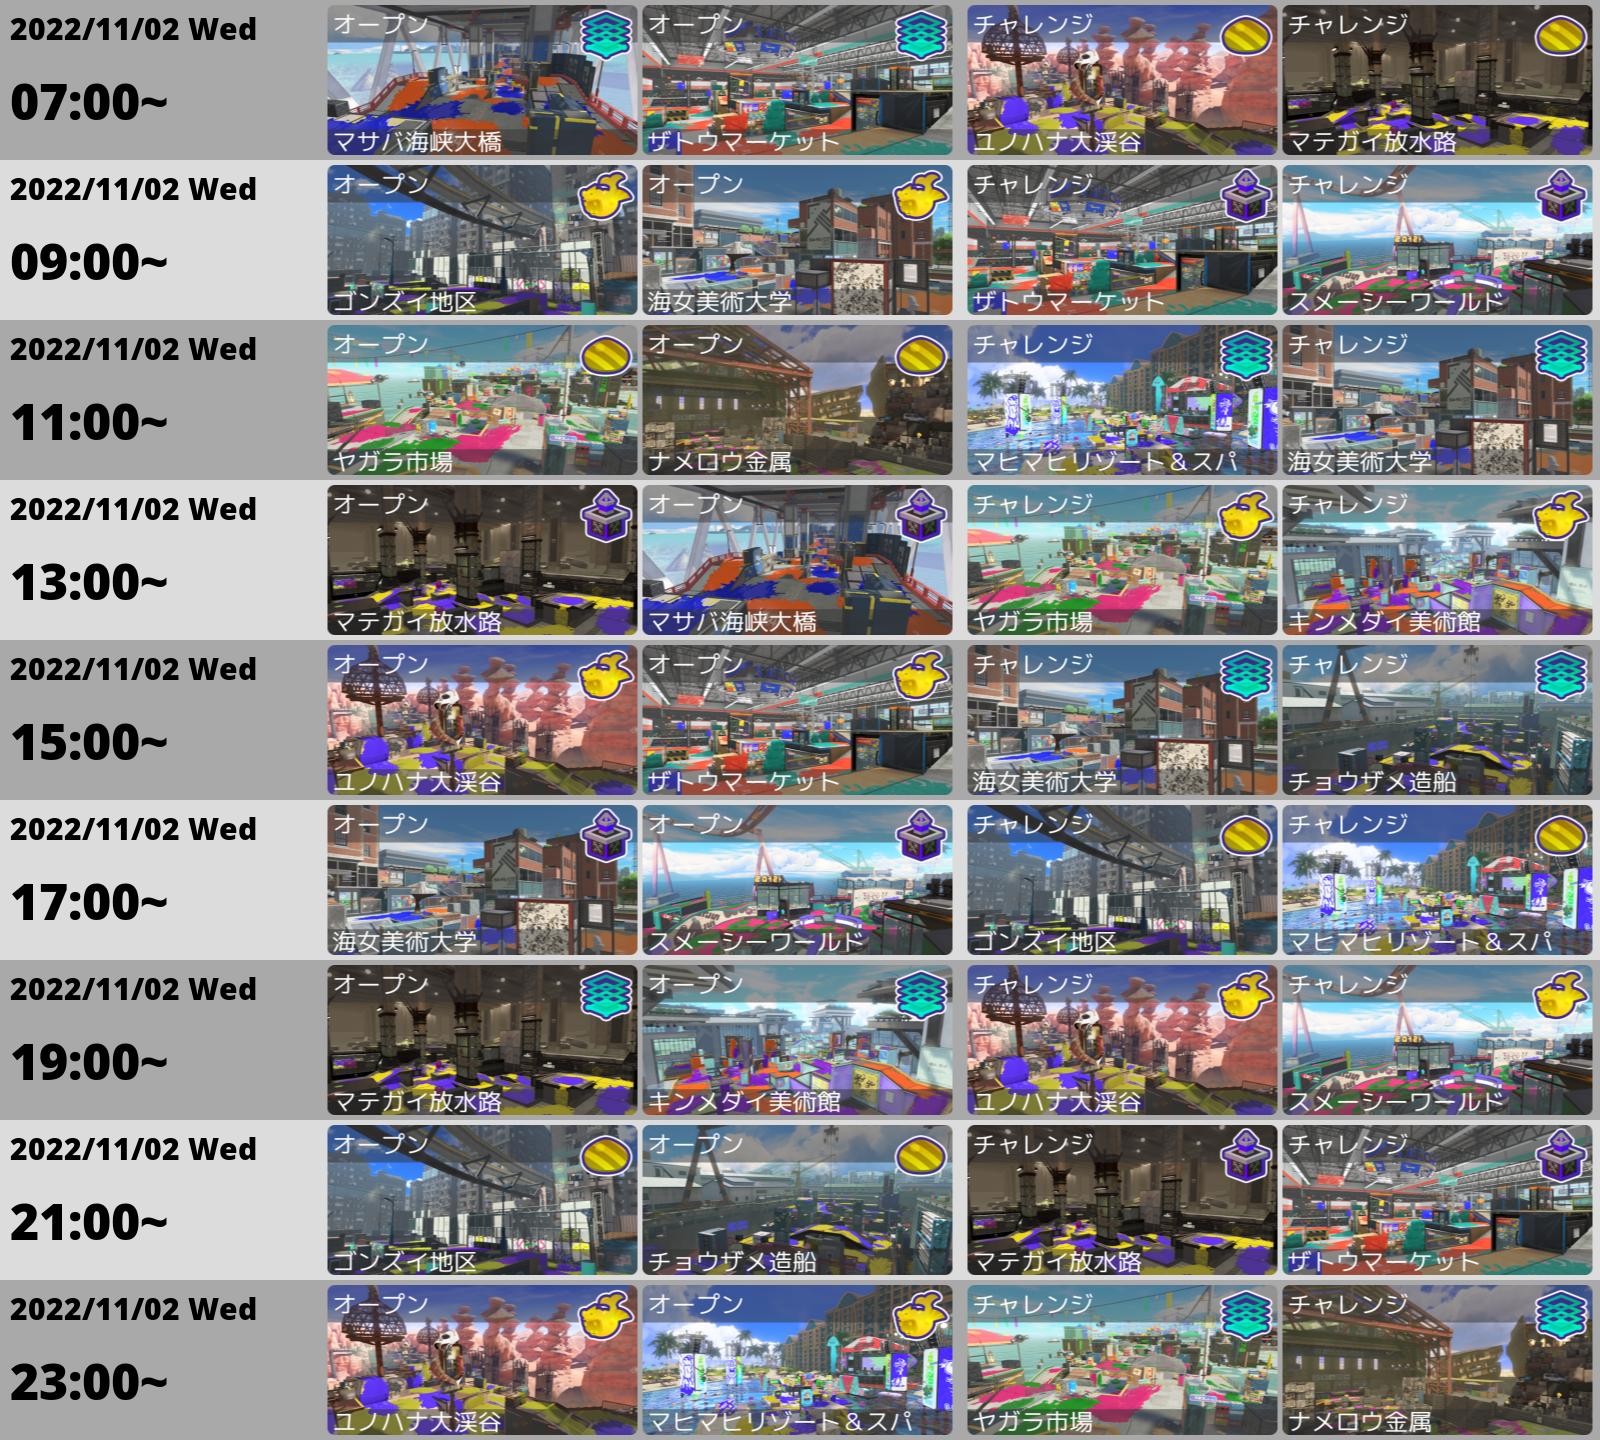 2022/11/02 Wed
07:00~
オープン
マサバ海峡大橋
オープン
ザトウマーケット
チャレンジ
ユノハナ大渓谷
チャレンジ
マテガイ放水路
2022/11/02 Wed
09:00~
オープン
ゴンズイ地区
オープン
海女美術大学
チャレンジ
ザトウマーケット
チャレンジ
スメーシーワールド
2022/11/02 Wed
11:00~
オープン
ヤガラ市場
オープン
ナメロウ金属
チャレンジ
マヒマヒリゾート＆スパ
チャレンジ
海女美術大学
2022/11/02 Wed
13:00~
オープン
マテガイ放水路
オープン
マサバ海峡大橋
チャレンジ
ヤガラ市場
チャレンジ
キンメダイ美術館
2022/11/02 Wed
15:00~
オープン
ユノハナ大渓谷
オープン
ザトウマーケット
チャレンジ
海女美術大学
チャレンジ
チョウザメ造船
2022/11/02 Wed
17:00~
オープン
海女美術大学
オープン
スメーシーワールド
チャレンジ
ゴンズイ地区
チャレンジ
マヒマヒリゾート＆スパ
2022/11/02 Wed
19:00~
オープン
マテガイ放水路
オープン
キンメダイ美術館
チャレンジ
ユノハナ大渓谷
チャレンジ
スメーシーワールド
2022/11/02 Wed
21:00~
オープン
ゴンズイ地区
オープン
チョウザメ造船
チャレンジ
マテガイ放水路
チャレンジ
ザトウマーケット
2022/11/02 Wed
23:00~
オープン
ユノハナ大渓谷
オープン
マヒマヒリゾート＆スパ
チャレンジ
ヤガラ市場
チャレンジ
ナメロウ金属